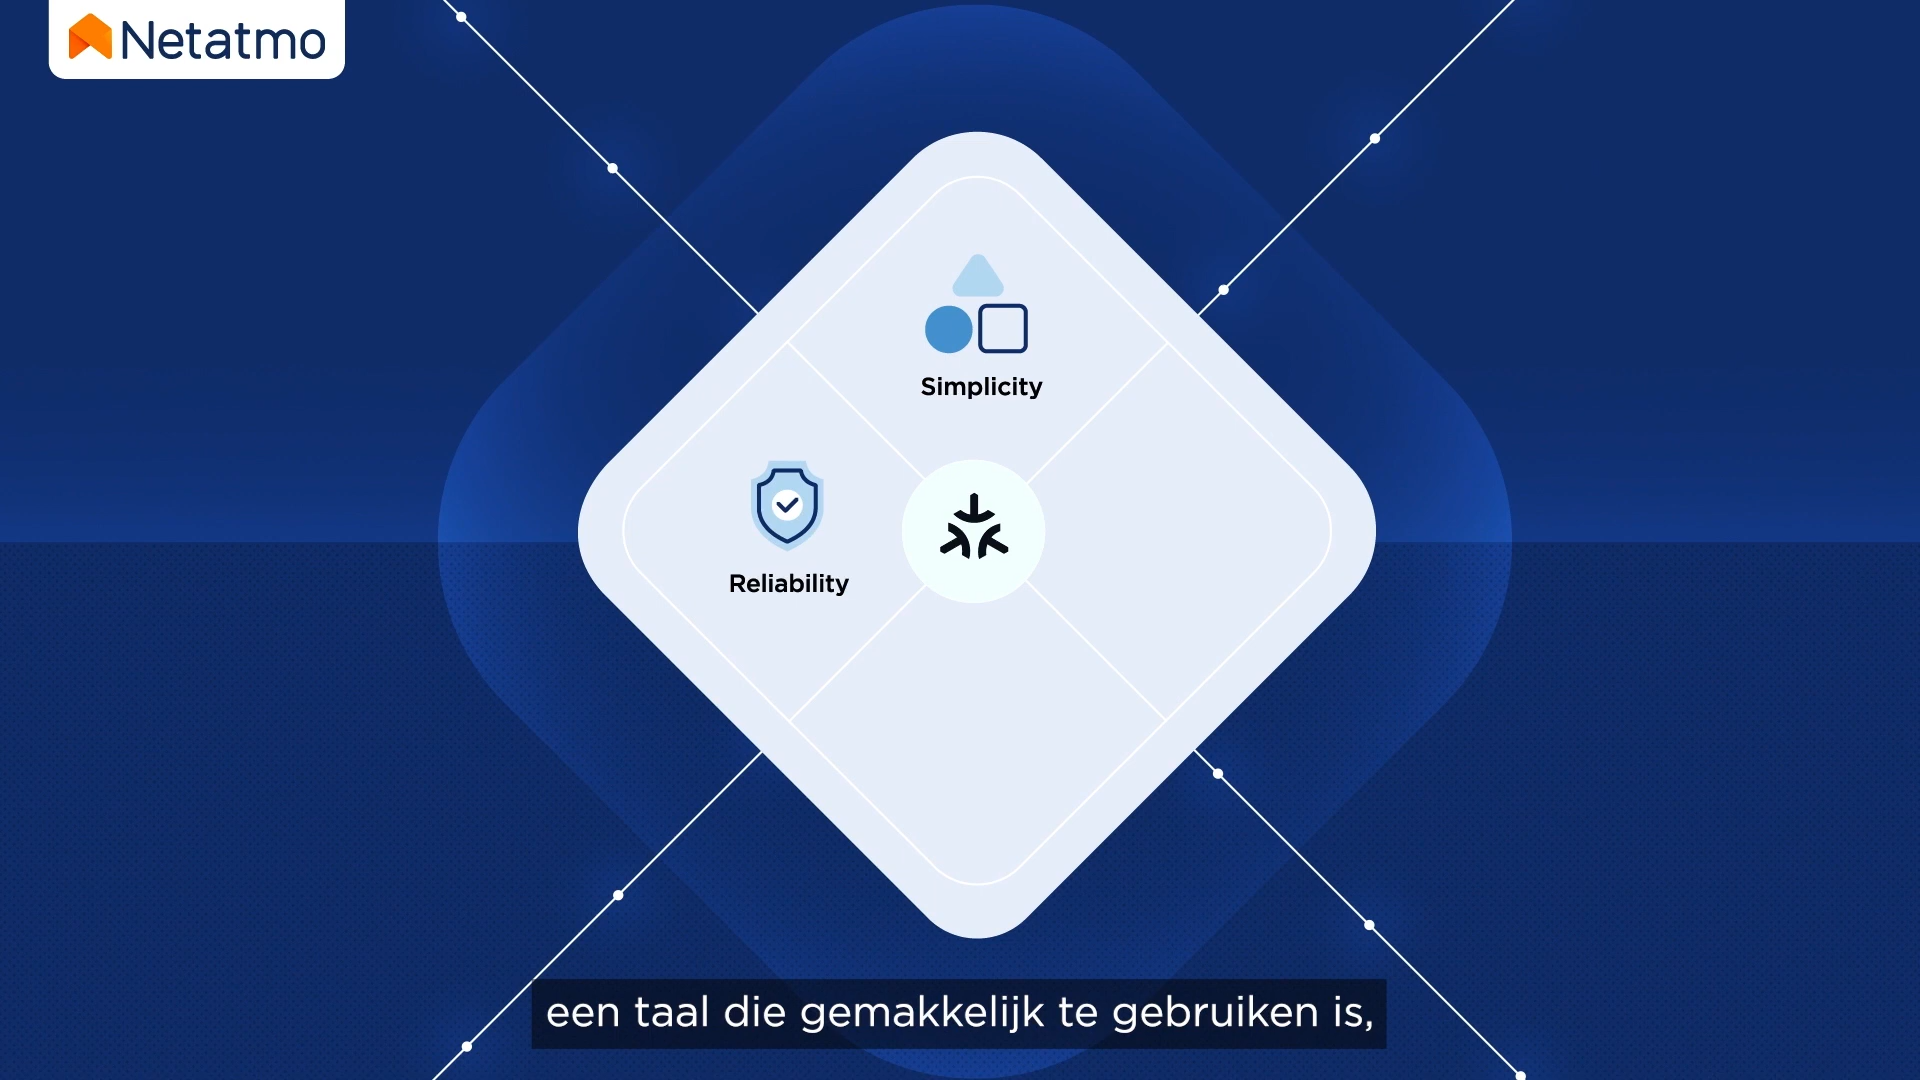 Netatmo
Simplicity
Reliability
een taal die gemakkelijk te gebruiken is,